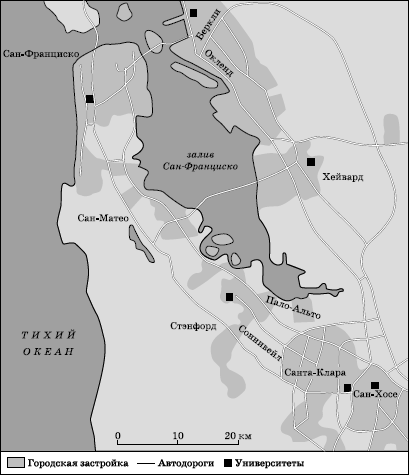 Беркли
Сан-Франциско
Окленд
залив
Сан-Франциско
Хейвард
Сан-Матео
Пало-Альто
Стэнфорд
Соннивейл
ТИХИЙ
ОКЕАН
Санта-Клара
Сан-Хосе
0 10 20 км
Городская застройка Автодороги Университеты